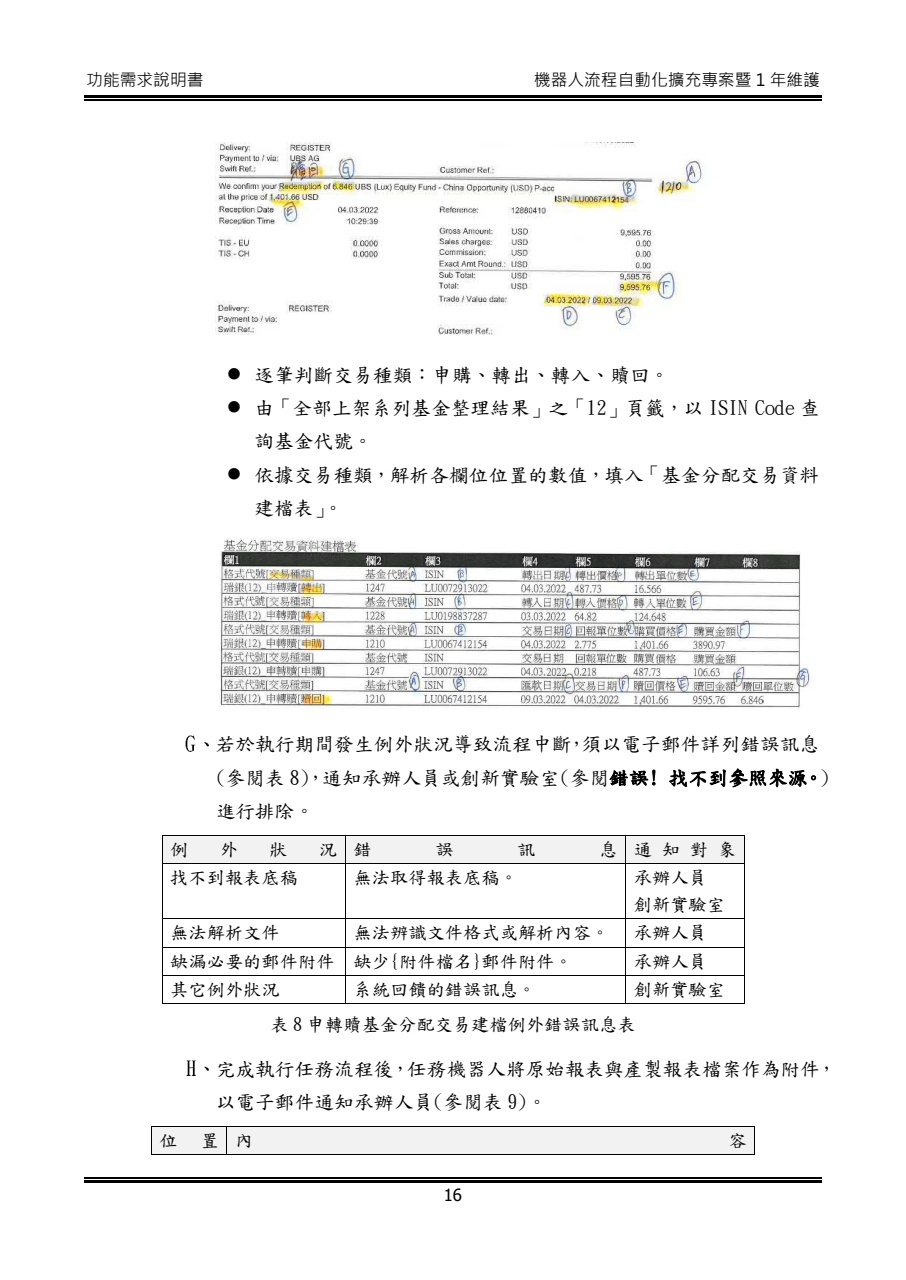 功能需求說明書 機器人流程自動化擴充專案暨 1 年維護
Delivery: REGISTER
Payment to / via: UBS AG
Swift Ref.: 贖回 G Customer Ref.:
A
We confirm your Redemption of 6.846 UBS (Lux) Equity Fund - China Opportunity (USD) P-acc B 1210
at the price of 1,401.66 USD ISIN: LU0067412154
Reception Date E 04.03.2022 Reference: 12880410
Reception Time 10:29:39
Gross Amount: USD 9,595.76
TIS - EU 0.0000 Sales charges: USD 0.00
TIS - CH 0.0000 Commission: USD 0.00
Exact Amt Round.: USD 0.00
Sub Total: USD 9,595.76
Total: USD 9,595.76 F
Trade / Value date: 04.03.2022 / 09.03.2022
Delivery: REGISTER D C
Payment to / via:
Swift Ref.: Customer Ref.:
● 逐筆判斷交易種類：申購、轉出、轉入、贖回。
● 由「全部上架系列基金整理結果」之「12」頁籤，以 ISIN Code 查
詢基金代號。
● 依據交易種類，解析各欄位位置的數值，填入「基金分配交易資料
建檔表」。
基金分配交易資料建檔表
欄1 欄2 欄3 欄4 欄5 欄6 欄7 欄8
格式代號[交易種類] 基金代號 A ISIN B 轉出日期 C 轉出價格 D 轉出單位數 E
瑞銀(12)_申轉贖[轉出] 1247 LU0072913022 04.03.2022 487.73 16.566
格式代號[交易種類] 基金代號 A ISIN B 轉入日期 C 轉入價格 D 轉入單位數 E
瑞銀(12)_申轉贖[轉入] 1228 LU0198837287 03.03.2022 64.82 124.648
格式代號[交易種類] 基金代號 A ISIN B 交易日期 C 回報單位數 D 購買價格 E 購買金額 F
瑞銀(12)_申轉贖[申購] 1210 LU0067412154 04.03.2022 2.775 1,401.66 3890.97
格式代號[交易種類] 基金代號 ISIN 交易日期 回報單位數 購買價格 購買金額
瑞銀(12)_申轉贖[申購] 1247 LU0072913022 04.03.2022 0.218 487.73 106.63
格式代號[交易種類] 基金代號 A ISIN B 匯款日期 C 交易日期 D 贖回價格 E 贖回金額 F 贖回單位數 G
瑞銀(12)_申轉贖[贖回] 1210 LU0067412154 09.03.2022 04.03.2022 1,401.66 9595.76 6.846
G、若於執行期間發生例外狀況導致流程中斷，須以電子郵件詳列錯誤訊息
(參閱表 8)，通知承辦人員或創新實驗室(參閱錯誤! 找不到參照來源。)
進行排除。
例外狀況 錯誤訊息 通知對象
找不到報表底稿 無法取得報表底稿。 承辦人員
創新實驗室
無法解析文件 無法辨識文件格式或解析內容。 承辦人員
缺漏必要的郵件附件 缺少{附件檔名}郵件附件。 承辦人員
其它例外狀況 系統回饋的錯誤訊息。 創新實驗室
表 8 申轉贖基金分配交易建檔例外錯誤訊息表
H、完成執行任務流程後，任務機器人將原始報表與產製報表檔案作為附件，
以電子郵件通知承辦人員(參閱表 9)。
位置 內容
16